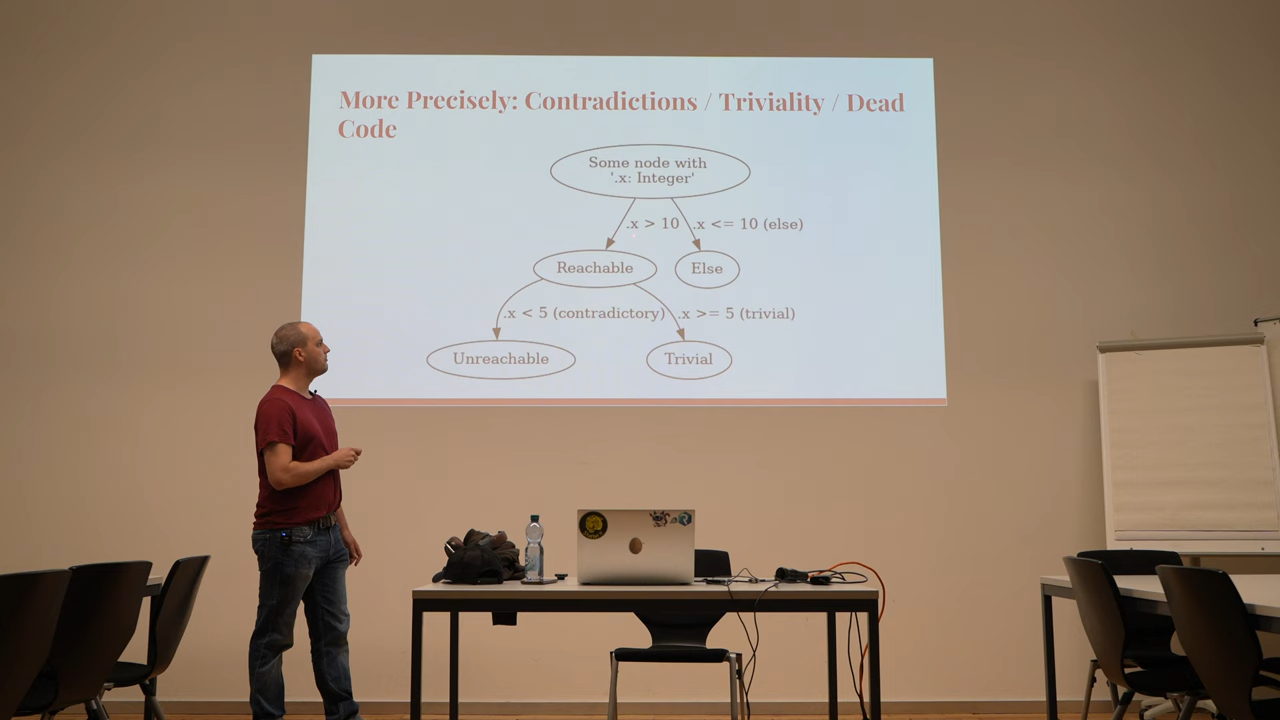 More Precisely: Contradictions / Triviality / Dead
Code
Some node with
'.x: Integer'
.x > 10
.x <= 10 (else)
Reachable
Else
.x < 5 (contradictory)
.x >= 5 (trivial)
Unreachable
Trivial